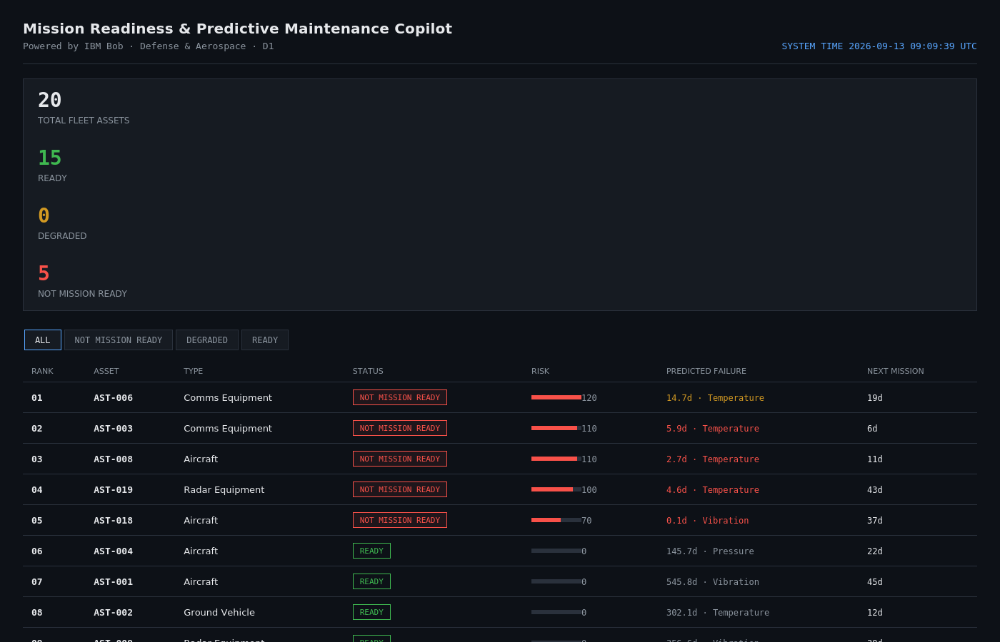 Mission Readiness & Predictive Maintenance Copilot
Powered by IBM Bob · Defense & Aerospace · D1
SYSTEM TIME 2026-09-13 09:09:39 UTC
20
TOTAL FLEET ASSETS
15
READY
0
DEGRADED
5
NOT MISSION READY
ALL NOT MISSION READY DEGRADED READY
RANK ASSET TYPE STATUS RISK PREDICTED FAILURE NEXT MISSION
01 AST-006 Comms Equipment NOT MISSION READY 120 14.7d · Temperature 19d
02 AST-003 Comms Equipment NOT MISSION READY 110 5.9d · Temperature 6d
03 AST-008 Aircraft NOT MISSION READY 110 2.7d · Temperature 11d
04 AST-019 Radar Equipment NOT MISSION READY 100 4.6d · Temperature 43d
05 AST-018 Aircraft NOT MISSION READY 70 0.1d · Vibration 37d
06 AST-004 Aircraft READY 0 145.7d · Pressure 22d
07 AST-001 Aircraft READY 0 545.8d · Vibration 45d
08 AST-002 Ground Vehicle READY 0 302.1d · Temperature 12d
Radar Equipment READY